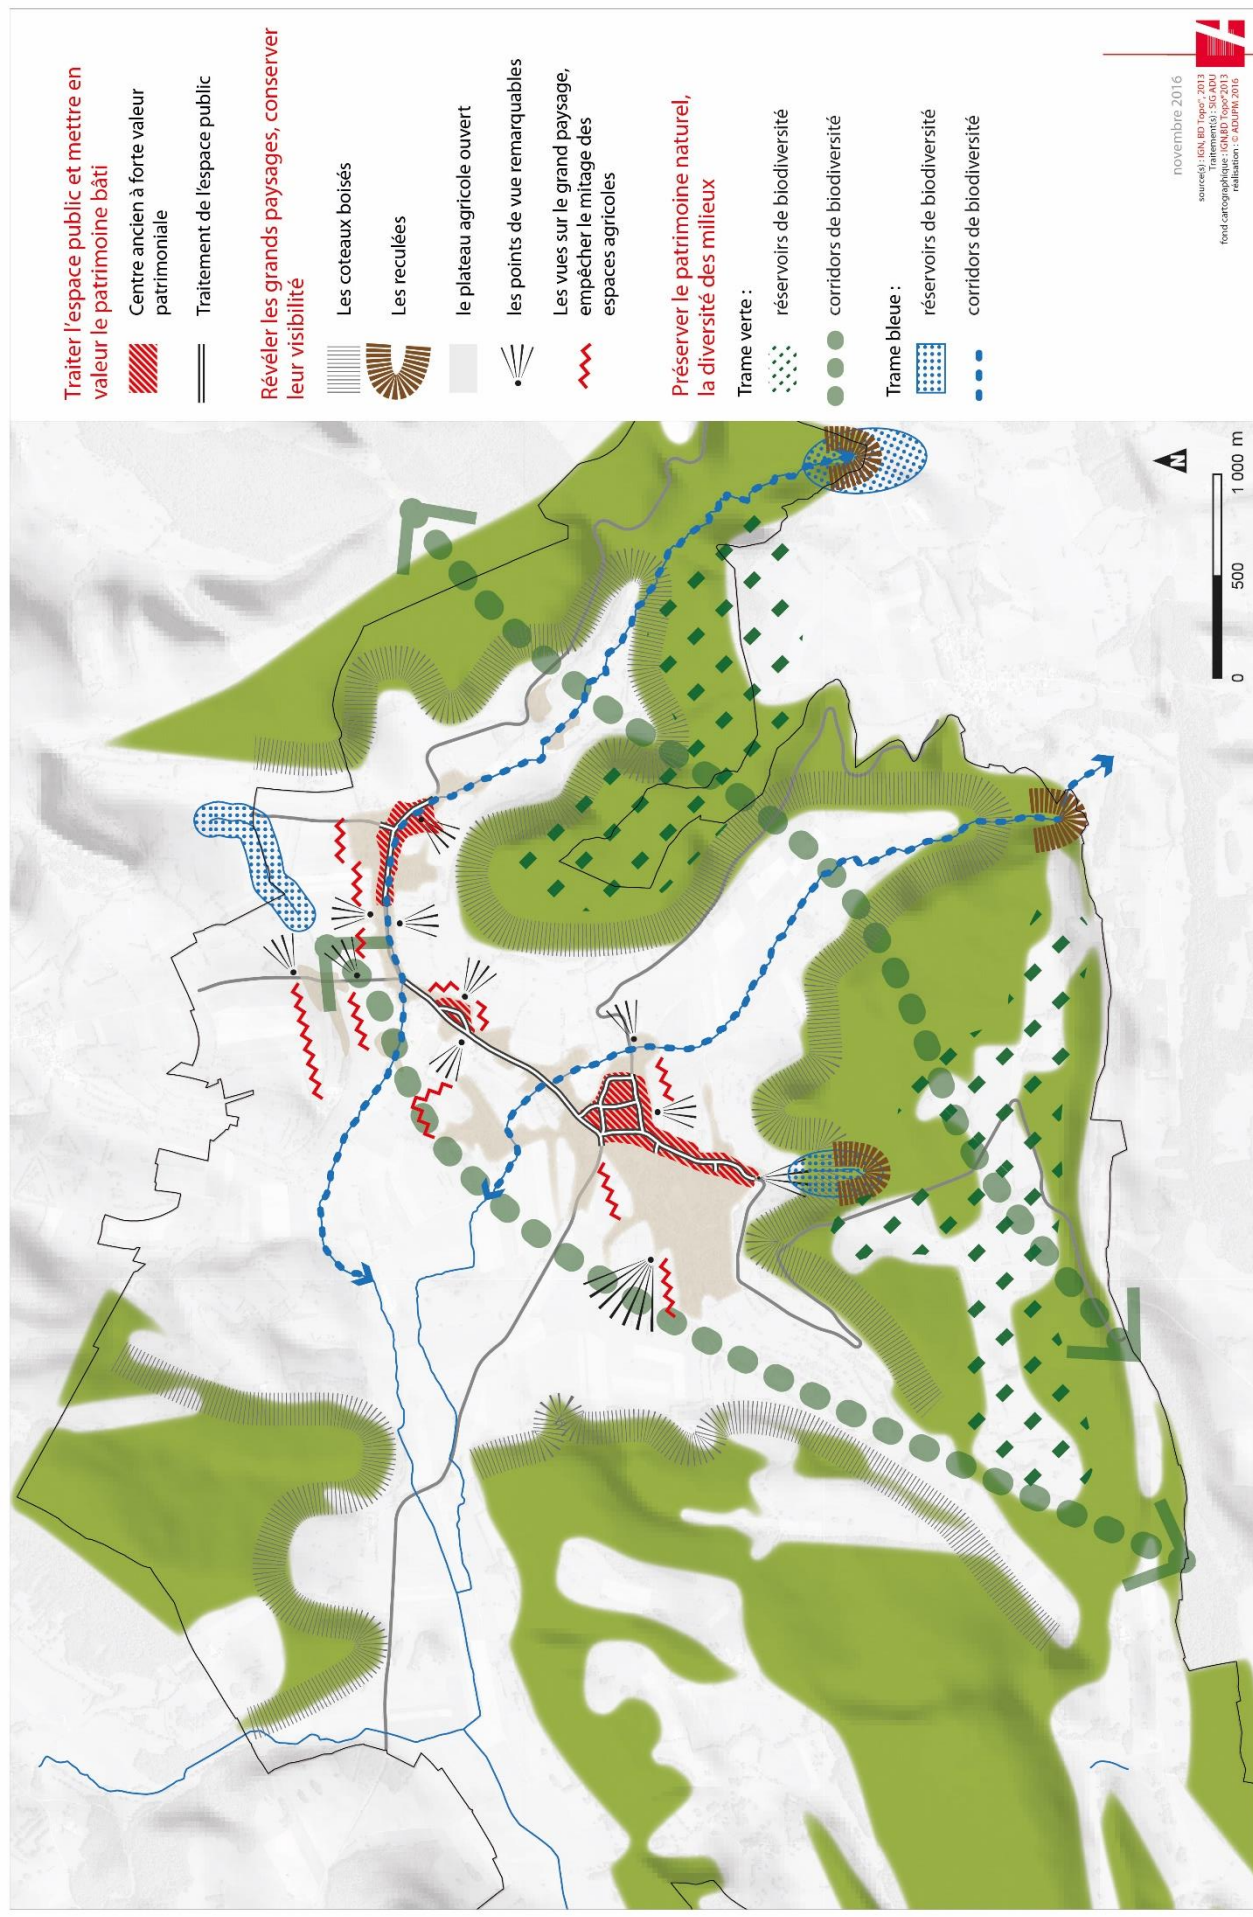 Traiter l'espace public et mettre en
valeur le patrimoine bâti
Centre ancien à forte valeur
patrimoniale
Traitement de l'espace public
Révéler les grands paysages, conserver
leur visibilité
Les coteaux boisés
Les reculées
le plateau agricole ouvert
les points de vue remarquables
Les vues sur le grand paysage,
empêcher le mitage des
espaces agricoles
Préserver le patrimoine naturel,
la diversité des milieux
Trame verte :
réservoirs de biodiversité
corridors de biodiversité
Trame bleue :
réservoirs de biodiversité
corridors de biodiversité
N
0 500 1 000 m
novembre 2016
source(s) : IGN, BD Topo®, 2013
Traitement(s) : SIG ADU
fond cartographique : IGN,BD Topo®2013
réalisation : © ADUPM 2016